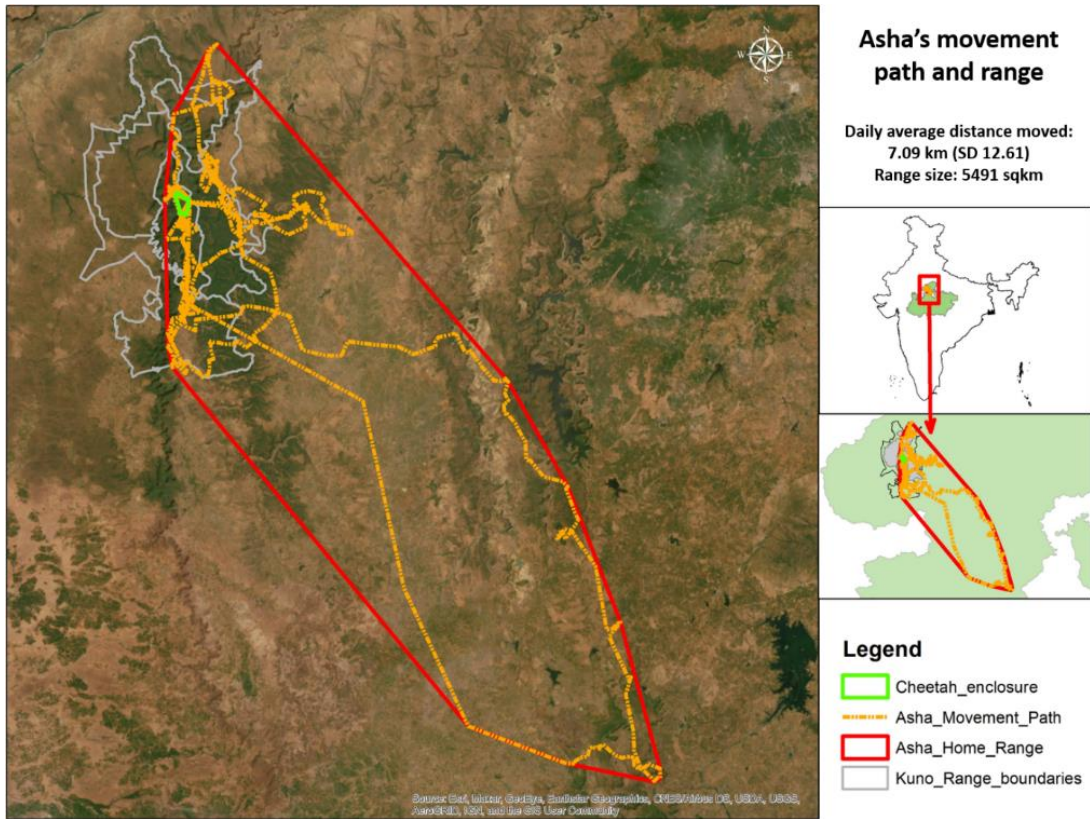 N
W
E
S
Asha's movement
path and range
Daily average distance moved:
7.09 km (SD 12.61)
Range size: 5491 sqkm
Legend
Cheetah_enclosure
Asha_Movement_Path
Asha_Home_Range
Kuno_Range_boundaries
Source: Esri, Maxar, GeoEye, Earthstar Geographics, CNES/Airbus DS, USDA, USGS,
AeroGRID, IGN, and the GIS User Community